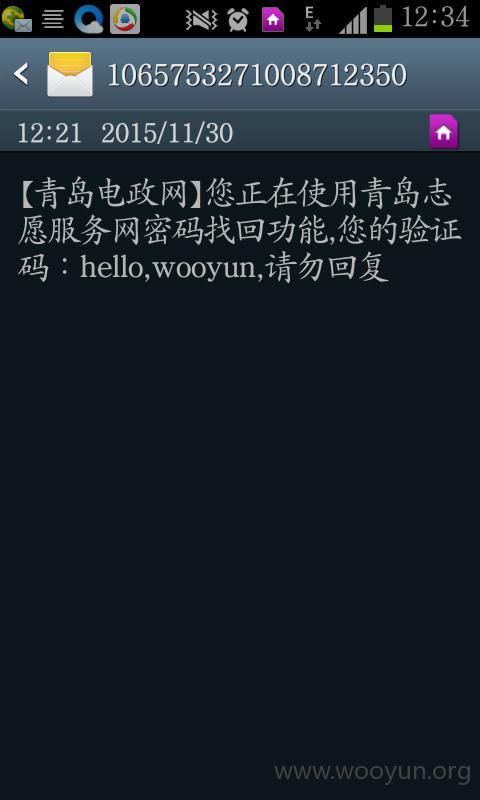 12:34
1065753271008712350
12:21 2015/11/30
【青岛电政网】您正在使用青岛志
愿服务网密码找回功能,您的验证
码：hello,wooyun,请勿回复
www.wooyun.org